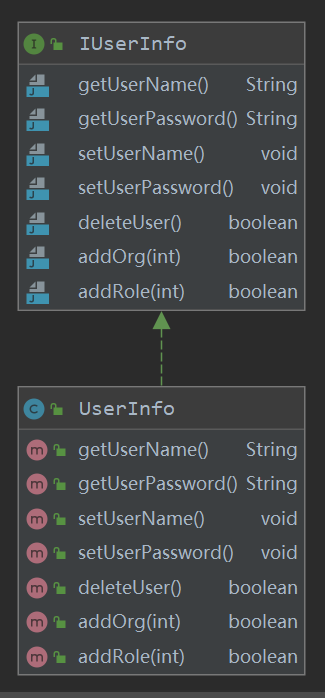 I IUserInfo
J getUserName() String
J getUserPassword() String
J setUserName() void
J setUserPassword() void
J deleteUser() boolean
J addOrg(int) boolean
J addRole(int) boolean
C UserInfo
m getUserName() String
m getUserPassword() String
m setUserName() void
m setUserPassword() void
m deleteUser() boolean
m addOrg(int) boolean
m addRole(int) boolean